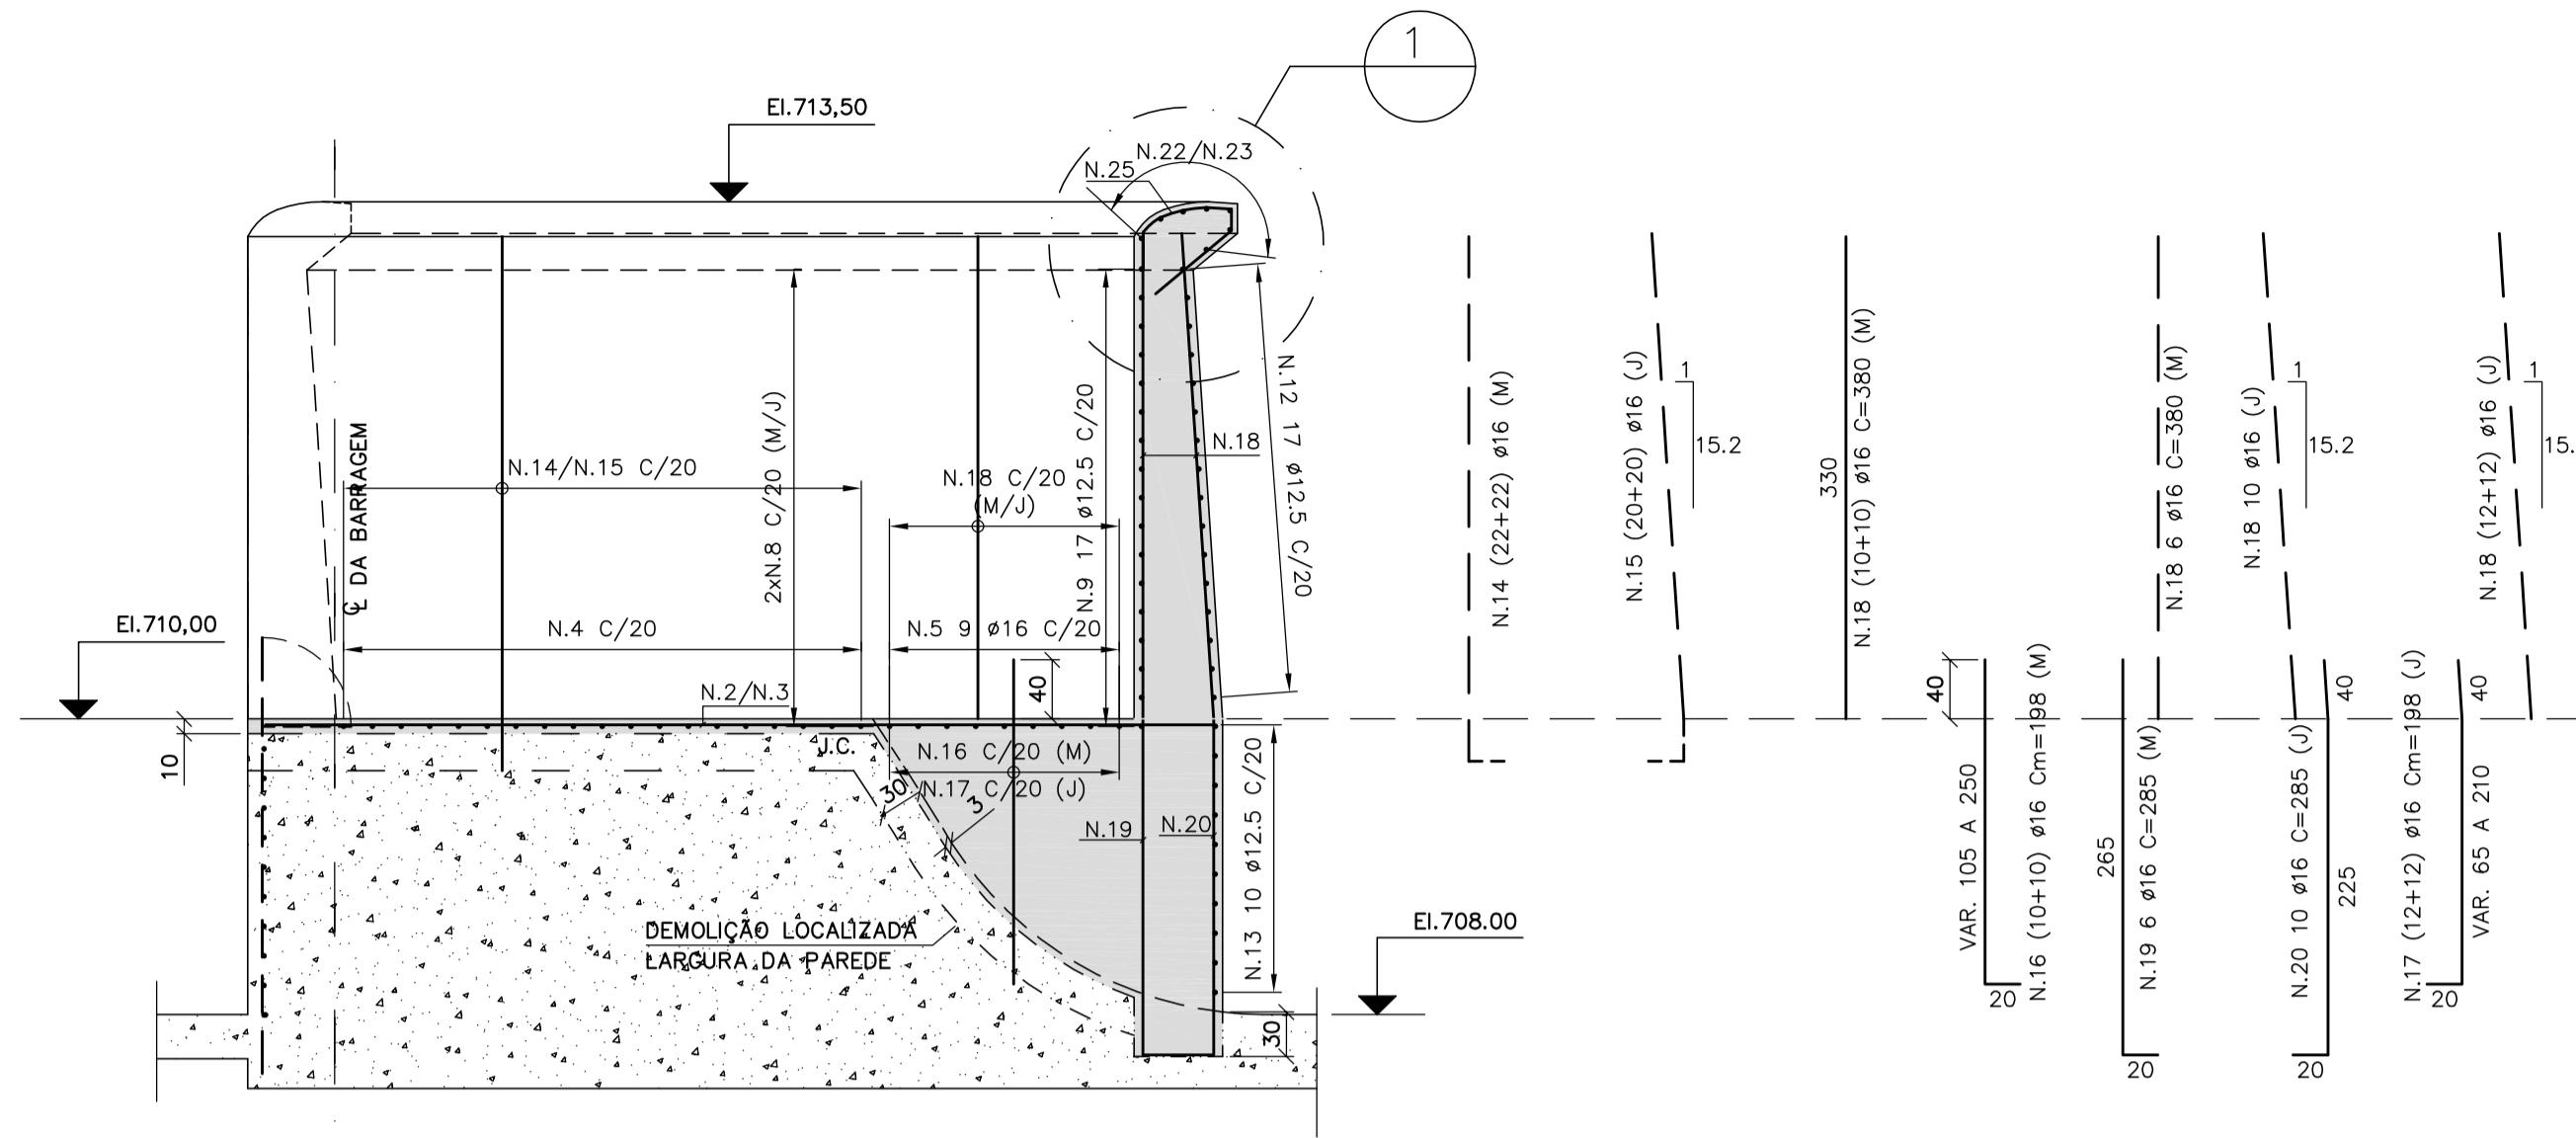 1
El.713,50
N.22/N.23
N.25
N.14/N.15 C/20
℄ DA BARRAGEM
2xN.8 C/20 (M/J)
N.18 C/20
(M/J)
N.9 17 ø12.5 C/20
N.18
N.12 17 ø12.5 C/20
El.710,00
N.4 C/20
N.5 9 ø16 C/20
N.2/N.3
40
10
J.C.
N.16 C/20 (M)
N.17 C/20 (J)
30
3
N.19
N.20
N.13 10 ø12.5 C/20
DEMOLIÇÃO LOCALIZADA
LARGURA DA PAREDE
El.708.00
30
N.14 (22+22) ø16 (M)
N.15 (20+20) ø16 (J)
1
15.2
330
N.18 (10+10) ø16 C=380 (M)
N.18 6 ø16 C=380 (M)
N.18 10 ø16 (J)
1
15.2
N.18 (12+12) ø16 (J)
1
15.
40
VAR. 105 A 250
N.16 (10+10) ø16 Cm=198 (M)
20
265
N.19 6 ø16 C=285 (M)
20
N.20 10 ø16 C=285 (J)
40
225
20
N.17 (12+12) ø16 Cm=198 (J)
40
VAR. 65 A 210
20